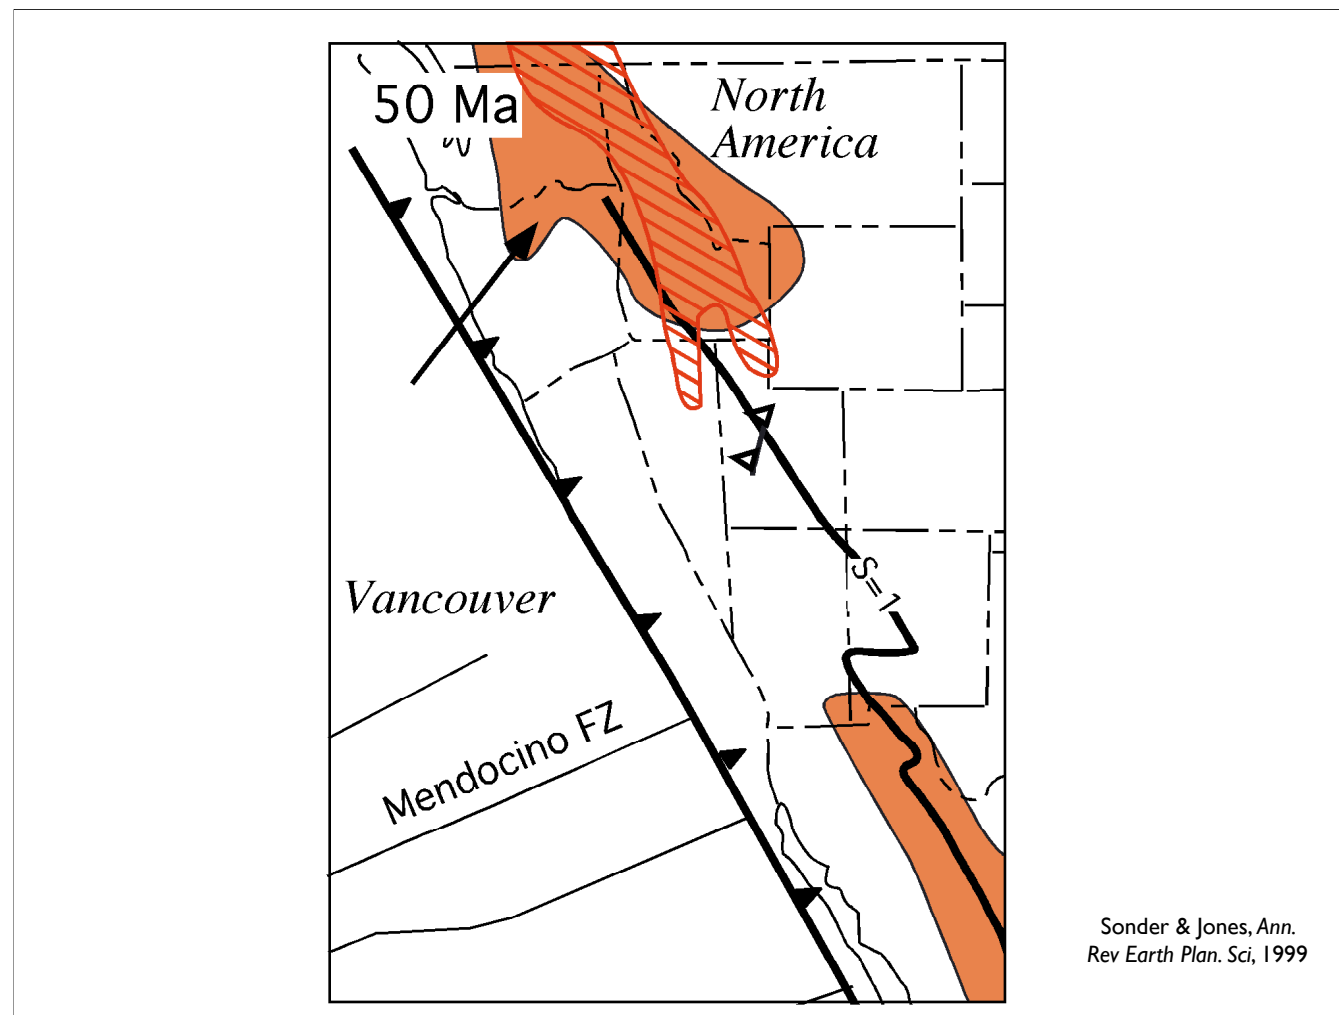 50 Ma
North
America
S=1
Vancouver
Mendocino FZ
Sonder & Jones, Ann.
Rev Earth Plan. Sci, 1999